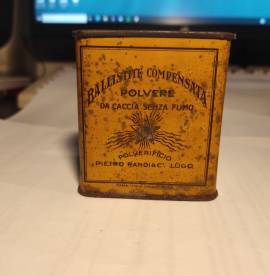 BALLISTITE COMPENSATA
POLVERE
DA CACCIA SENZA FUMO
POLVERIFICIO
PIETRO RANDI & C. LUGO